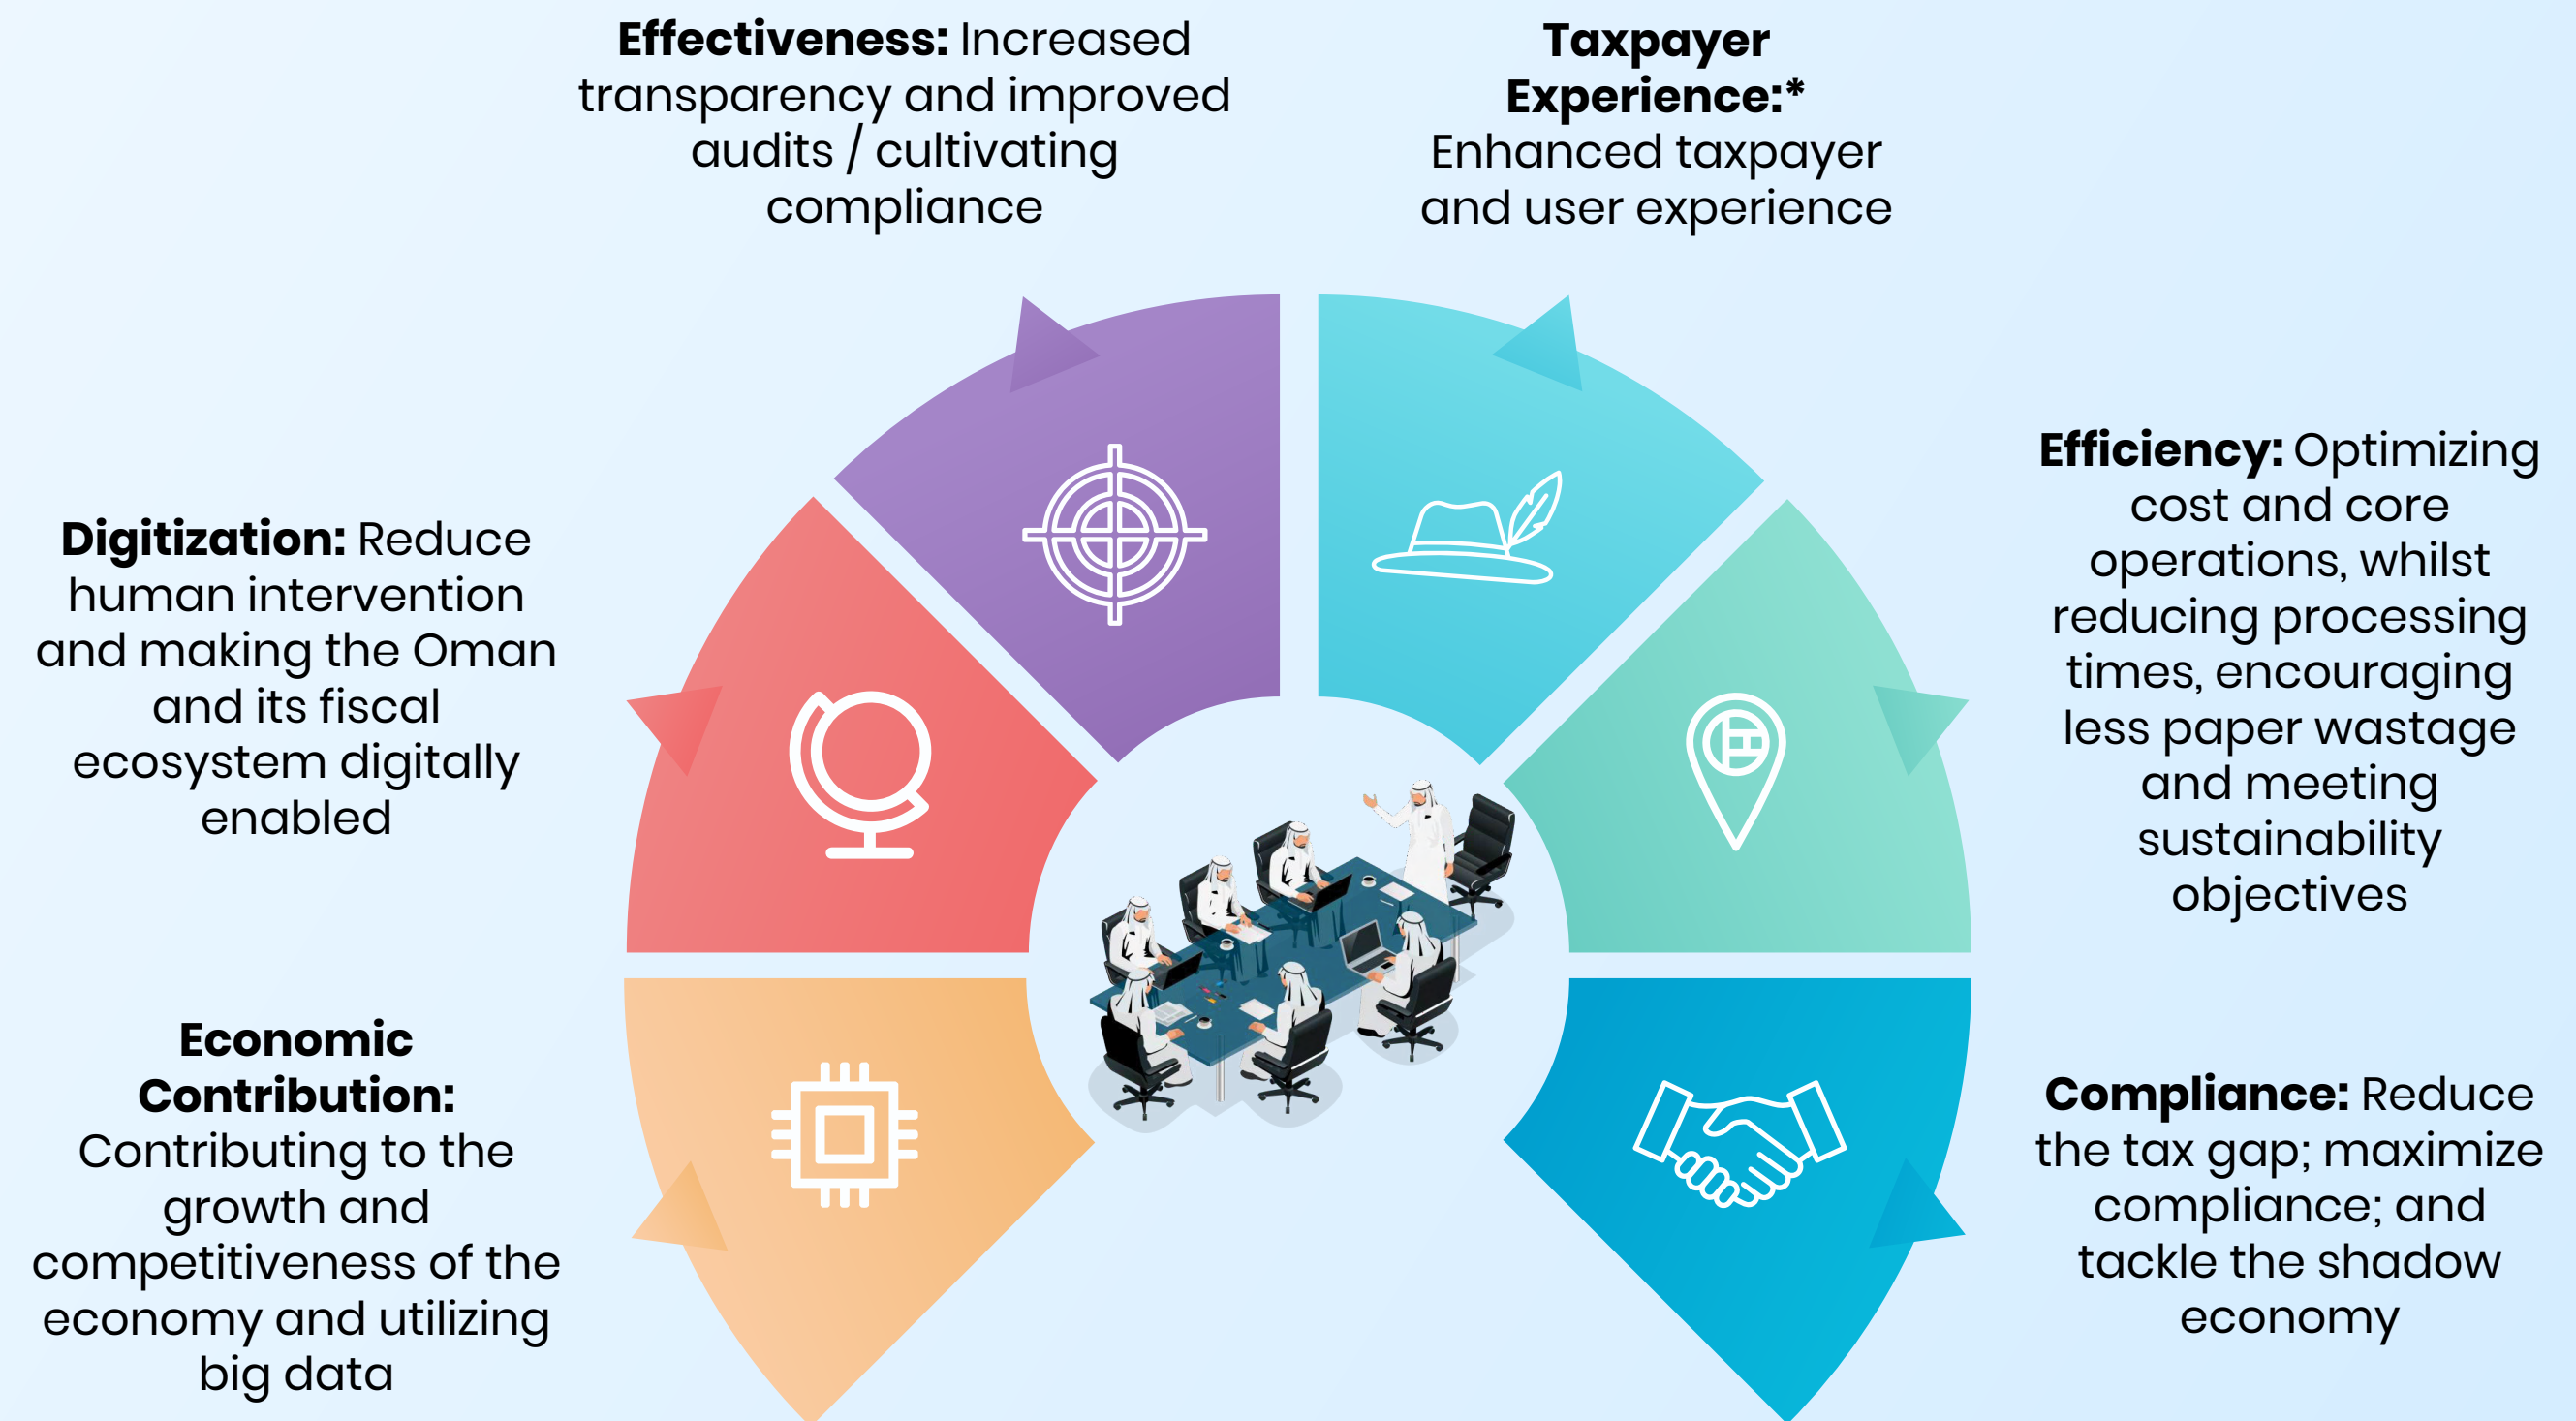 Effectiveness: Increased
transparency and improved
audits / cultivating
compliance
Taxpayer
Experience:*
Enhanced taxpayer
and user experience
Efficiency: Optimizing
cost and core
operations, whilst
reducing processing
times, encouraging
less paper wastage
and meeting
sustainability
objectives
Digitization: Reduce
human intervention
and making the Oman
and its fiscal
ecosystem digitally
enabled
Economic
Contribution:
Contributing to the
growth and
competitiveness of the
economy and utilizing
big data
Compliance: Reduce
the tax gap; maximize
compliance; and
tackle the shadow
economy